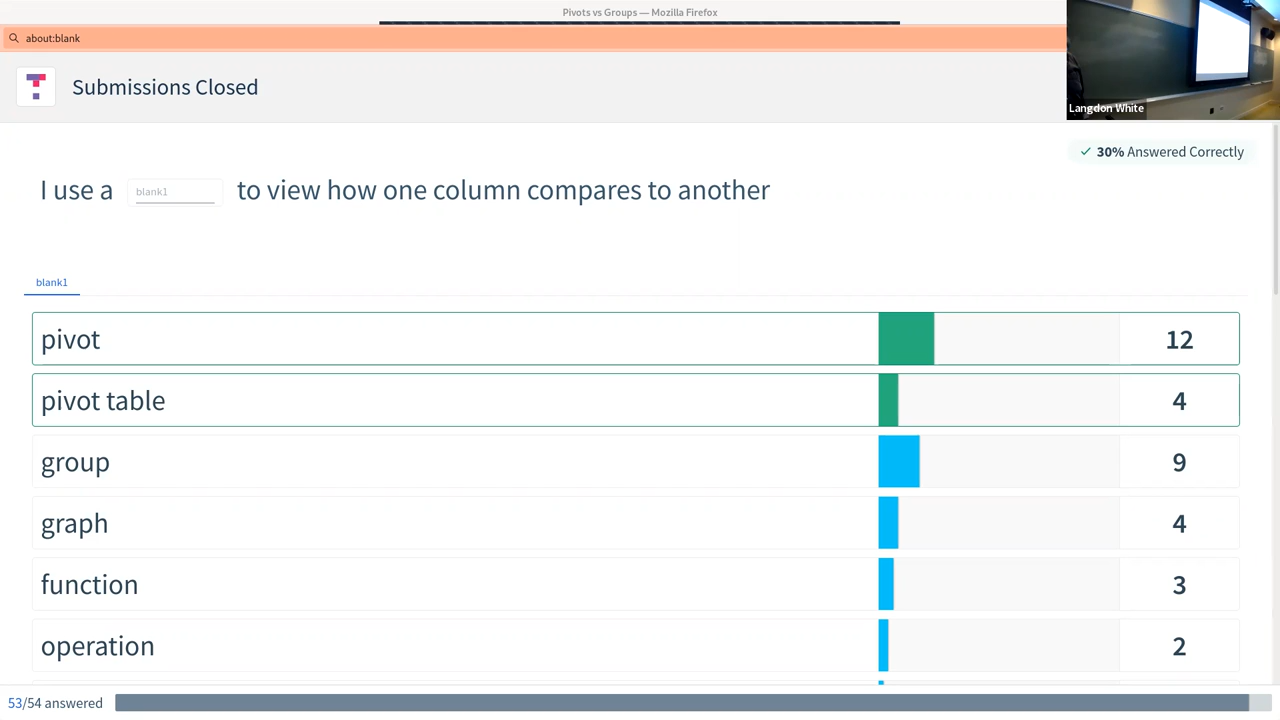 Pivots vs Groups — Mozilla Firefox
about:blank
Submissions Closed
Langdon White
30% Answered Correctly
I use a blank1 to view how one column compares to another
blank1
pivot 12
pivot table 4
group 9
graph 4
function 3
operation 2
53/54 answered